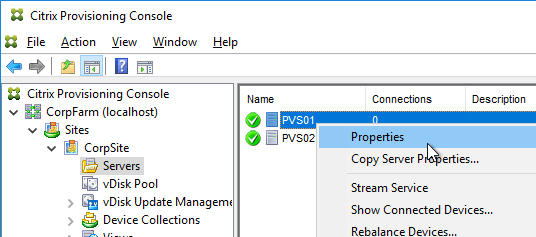 Citrix Provisioning Console
File Action View Window Help
Citrix Provisioning Console
CorpFarm (localhost)
Sites
CorpSite
Servers
vDisk Pool
vDisk Update Manageme
Device Collections
Views
Name Connections Description
PVS01 0
PVS02
Properties
Copy Server Properties...
Stream Service
Show Connected Devices...
Rebalance Devices...